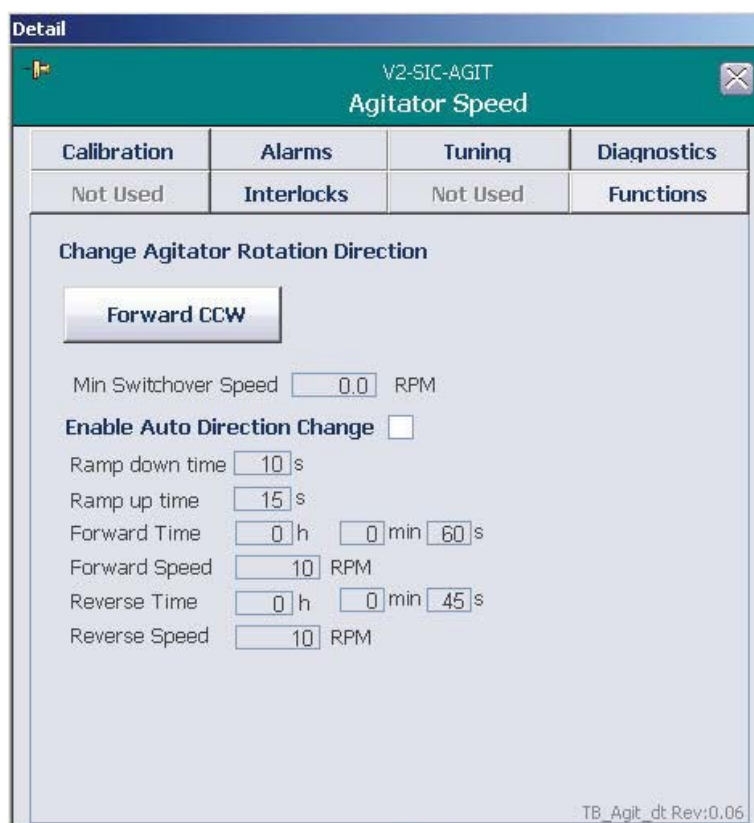 Detail
V2-SIC-AGIT
Agitator Speed
Calibration Alarms Tuning Diagnostics
Not Used Interlocks Not Used Functions
Change Agitator Rotation Direction
Forward CCW
Min Switchover Speed 0.0 RPM
Enable Auto Direction Change
Ramp down time 10 s
Ramp up time 15 s
Forward Time 0 h 0 min 60 s
Forward Speed 10 RPM
Reverse Time 0 h 0 min 45 s
Reverse Speed 10 RPM
TB_Agit_dt Rev:0.06